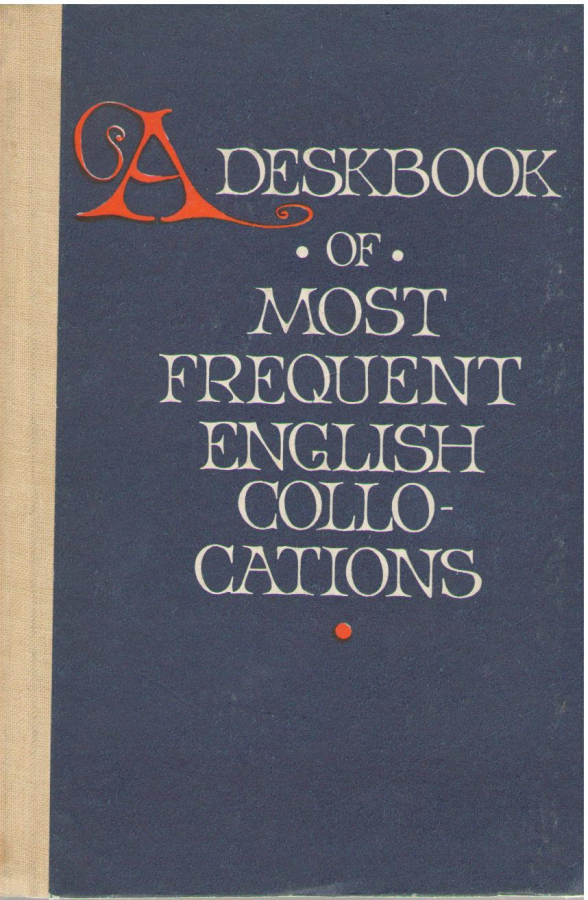 A DESKBOOK
• OF •
MOST
FREQUENT
ENGLISH
COLLO-
CATIONS